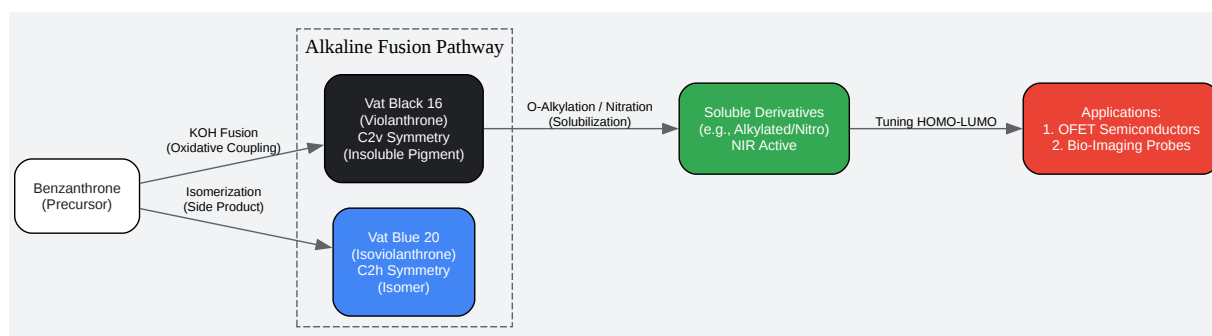 Alkaline Fusion Pathway
Benzanthrone
(Precursor)
KOH Fusion
(Oxidative Coupling)
Isomerization
(Side Product)
Vat Black 16
(Violanthrone)
C2v Symmetry
(Insoluble Pigment)
Vat Blue 20
(Isoviolanthrone)
C2h Symmetry
(Isomer)
O-Alkylation / Nitration
(Solubilization)
Soluble Derivatives
(e.g., Alkylated/Nitro)
NIR Active
Tuning HOMO-LUMO
Applications:
1. OFET Semiconductors
2. Bio-Imaging Probes